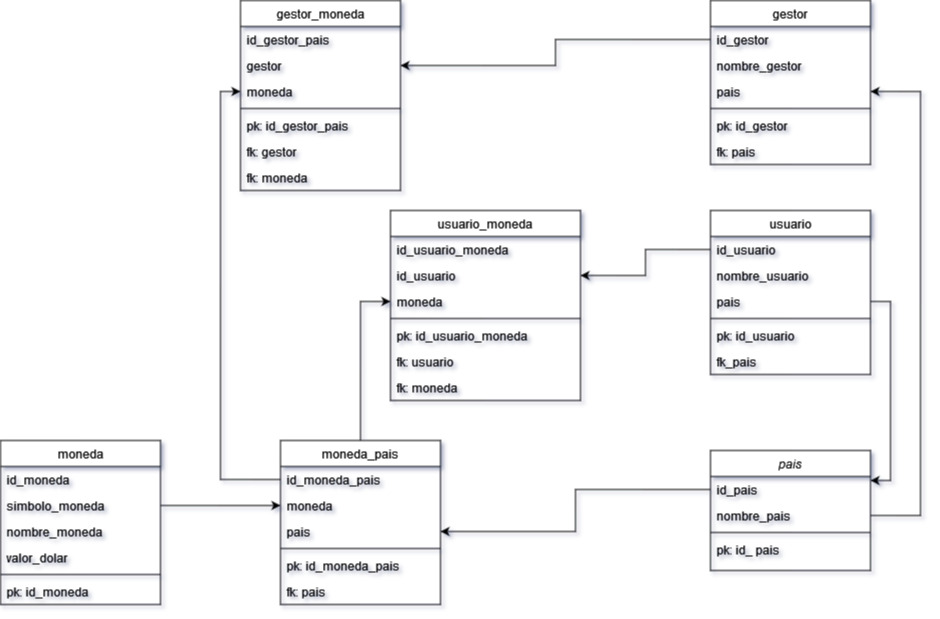 gestor_moneda
id_gestor_pais
gestor
moneda
pk: id_gestor_pais
fk: gestor
fk: moneda
gestor
id_gestor
nombre_gestor
pais
pk: id_gestor
fk: pais
usuario_moneda
id_usuario_moneda
id_usuario
moneda
pk: id_usuario_moneda
fk: usuario
fk: moneda
usuario
id_usuario
nombre_usuario
pais
pk: id_usuario
fk_pais
moneda
id_moneda
simbolo_moneda
nombre_moneda
valor_dolar
pk: id_moneda
moneda_pais
id_moneda_pais
moneda
pais
pk: id_moneda_pais
fk: pais
pais
id_pais
nombre_pais
pk: id_ pais